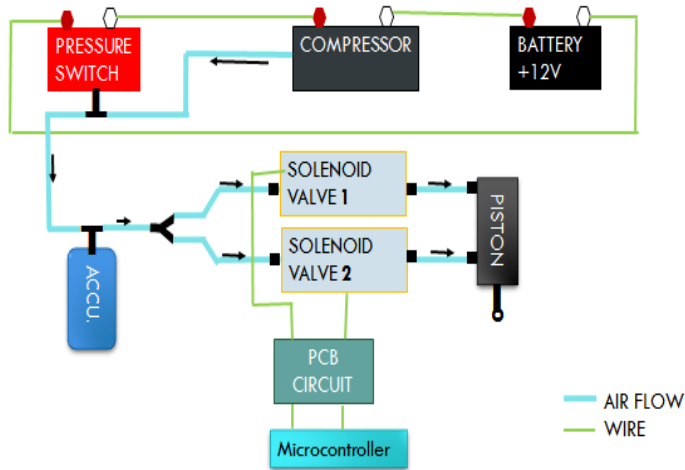 PRESSURE
SWITCH
COMPRESSOR
BATTERY
+12V
SOLENOID
VALVE 1
SOLENOID
VALVE 2
PISTON
ACCU.
PCB
CIRCUIT
Microcontroller
AIR FLOW
WIRE